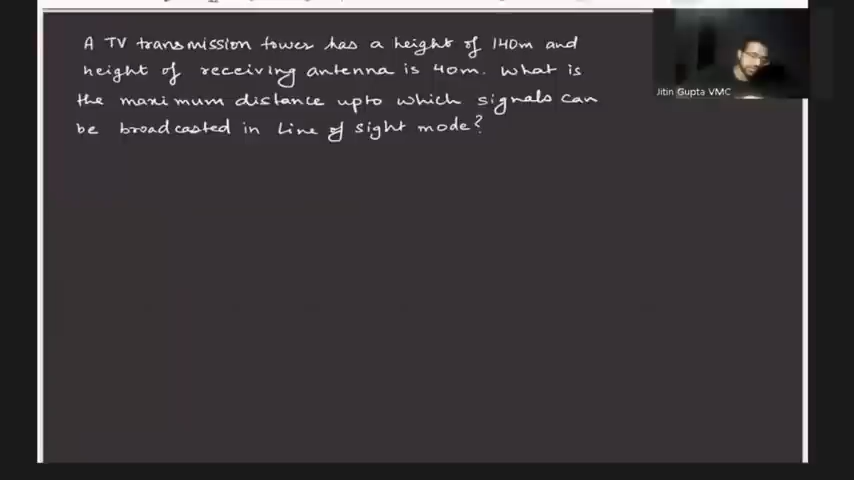 A TV transmission tower has a height of 140m and
height of receiving antenna is 40m. What is
the maximum distance upto which signals can
be broadcasted in Line of sight mode?
Jitin Gupta VMC